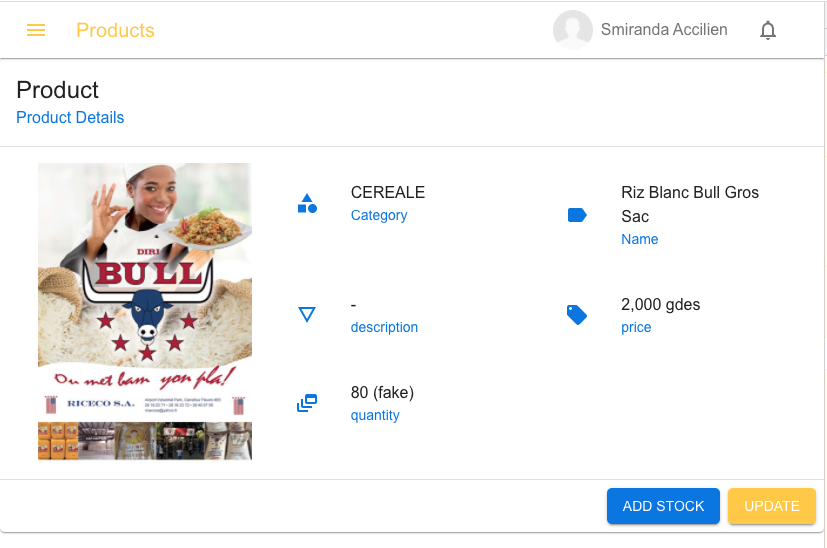 Products
Smiranda Accilien
Product
Product Details
DIRI
BULL
Ou met bam yon pla!
RICECO S.A.
CEREALE
Category
Riz Blanc Bull Gros
Sac
Name
-
description
2,000 gdes
price
80 (fake)
quantity
ADD STOCK
UPDATE